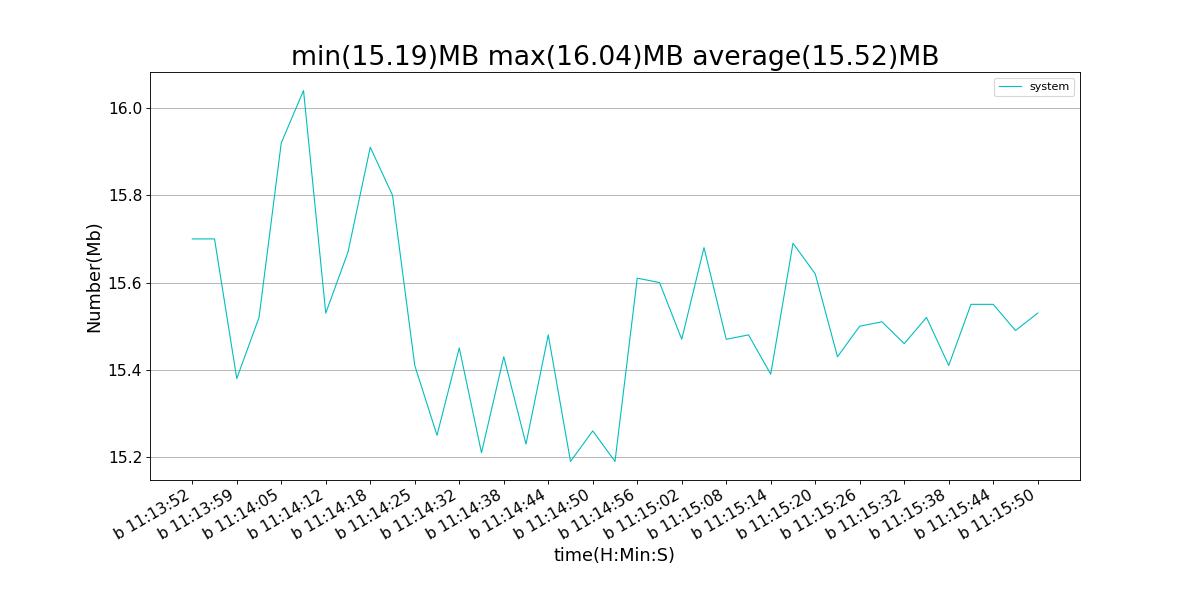 min(15.19)MB max(16.04)MB average(15.52)MB
system
Number(Mb)
16.0
15.8
15.6
15.4
15.2
b 11:13:52
b 11:13:59
b 11:14:05
b 11:14:12
b 11:14:18
b 11:14:25
b 11:14:32
b 11:14:38
b 11:14:44
b 11:14:50
b 11:14:56
b 11:15:02
b 11:15:08
b 11:15:14
b 11:15:20
b 11:15:26
b 11:15:32
b 11:15:38
b 11:15:44
b 11:15:50
time(H:Min:S)